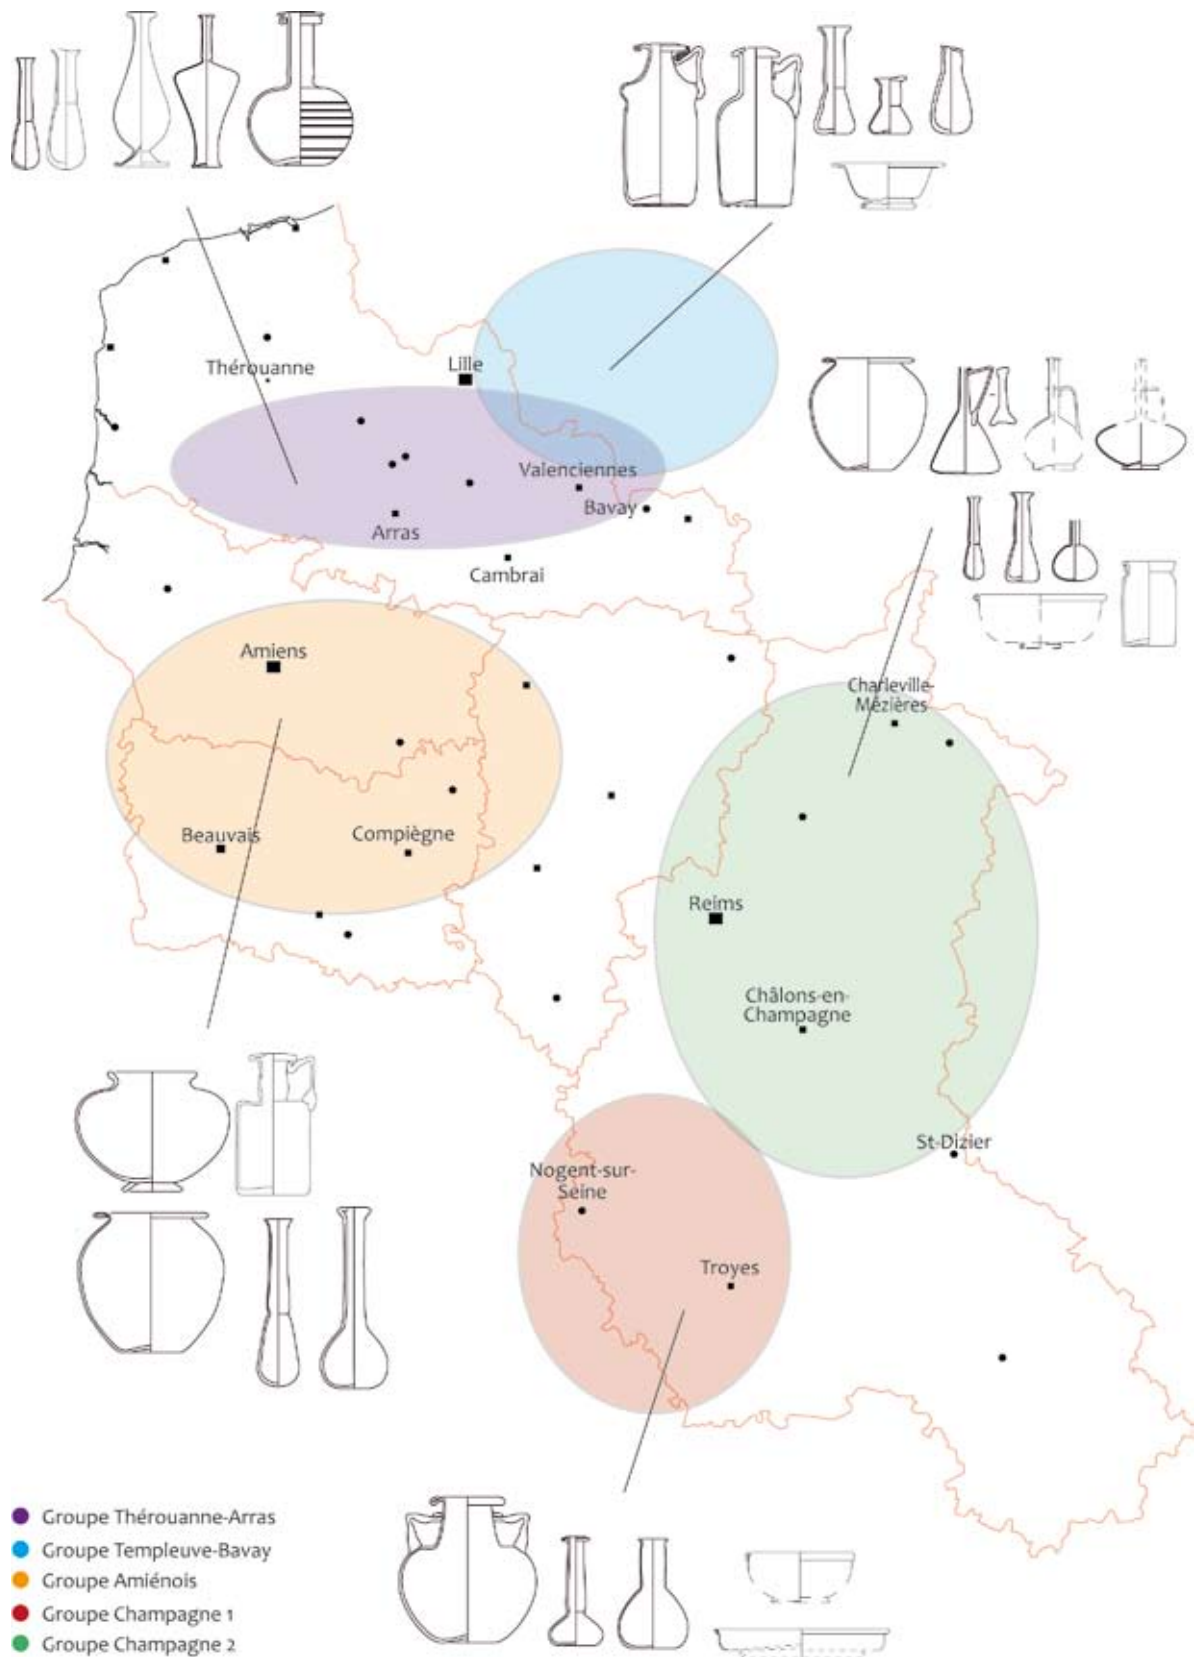 Thérouanne
Lille
Valenciennes
Bavay
Arras
Cambrai
Amiens
Charleville-
Mézières
Beauvais
Compiègne
Reims
Châlons-en-
Champagne
St-Dizier
Nogent-sur-
Seine
Troyes
Groupe Thérouanne-Arras
Groupe Templeuve-Bavay
Groupe Amiénois
Groupe Champagne 1
Groupe Champagne 2